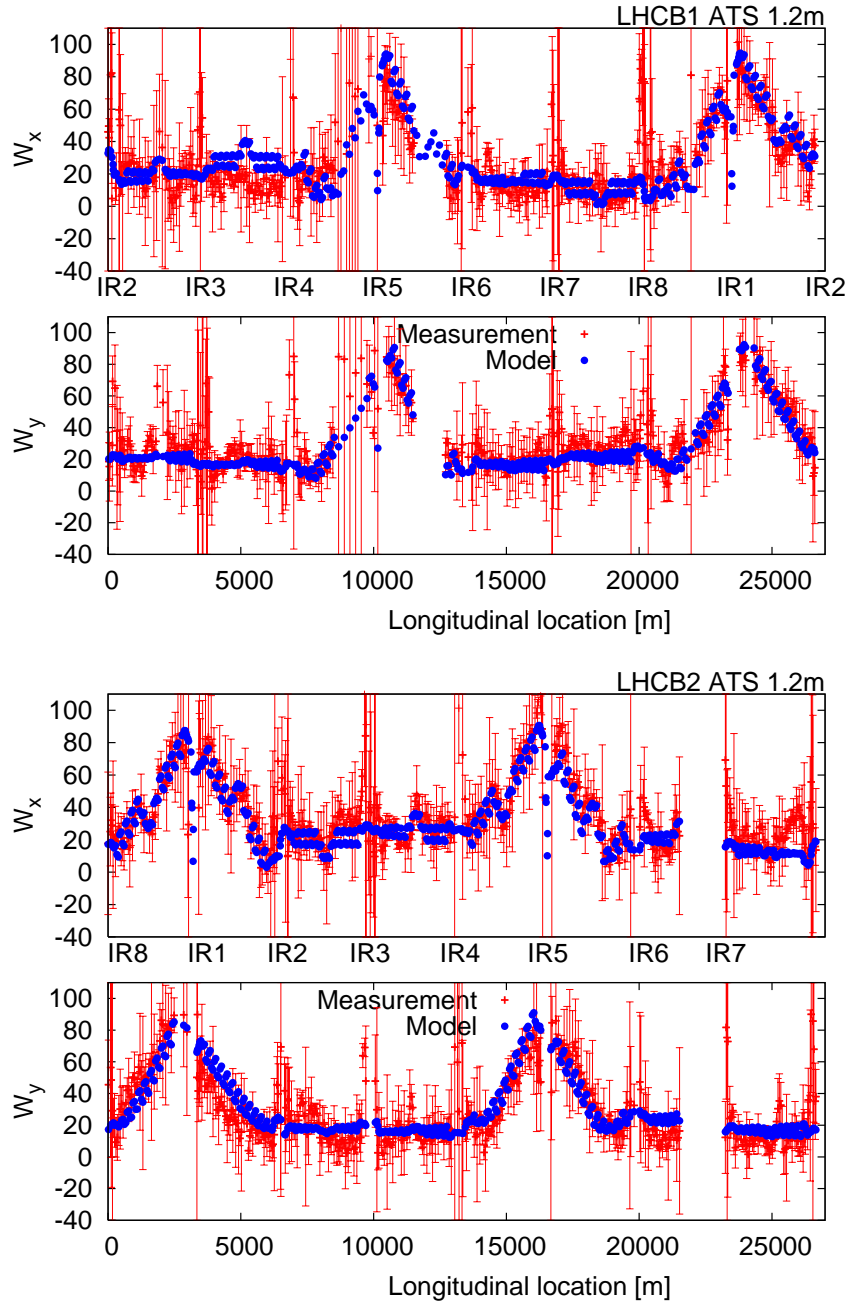 LHCB1 ATS 1.2m
100
80
60
40
20
0
-20
-40
W_x
IR2 IR3 IR4 IR5 IR6 IR7 IR8 IR1 IR2
100
80
60
40
20
0
-20
-40
W_y
Measurement
Model
0 5000 10000 15000 20000 25000
Longitudinal location [m]
LHCB2 ATS 1.2m
100
80
60
40
20
0
-20
-40
W_x
IR8 IR1 IR2 IR3 IR4 IR5 IR6 IR7
100
80
60
40
20
0
-20
-40
W_y
Measurement
Model
0 5000 10000 15000 20000 25000
Longitudinal location [m]